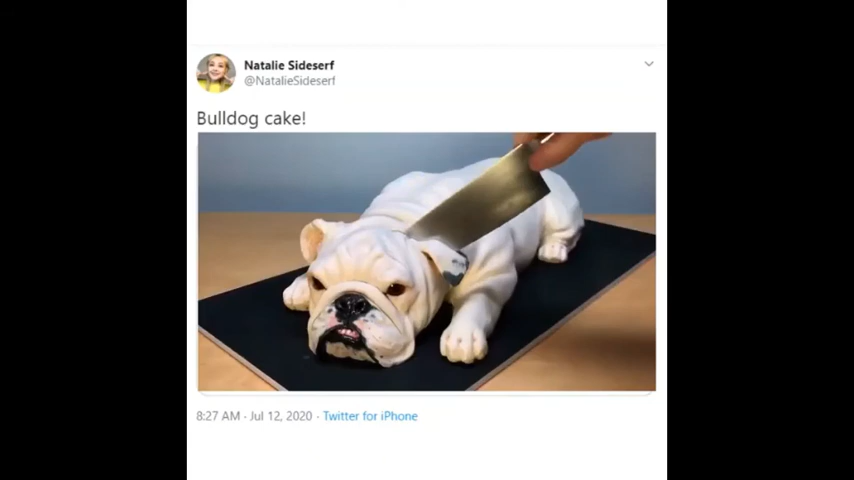 Natalie Sideserf
@NatalieSideserf
Bulldog cake!
8:27 AM · Jul 12, 2020 · Twitter for iPhone